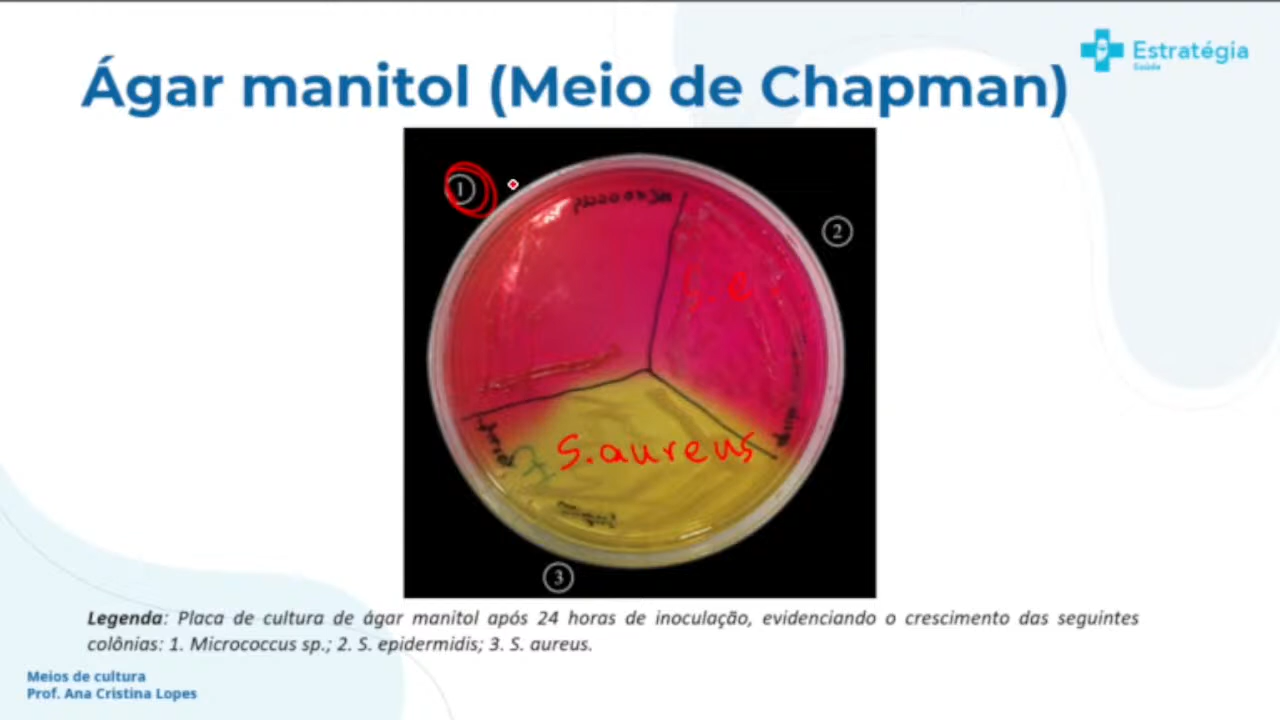 Estratégia
Saúde
Ágar manitol (Meio de Chapman)
1
2
S. e.
S. aureus
3
Legenda: Placa de cultura de ágar manitol após 24 horas de inoculação, evidenciando o crescimento das seguintes
colônias: 1. Micrococcus sp.; 2. S. epidermidis; 3. S. aureus.
Meios de cultura
Prof. Ana Cristina Lopes